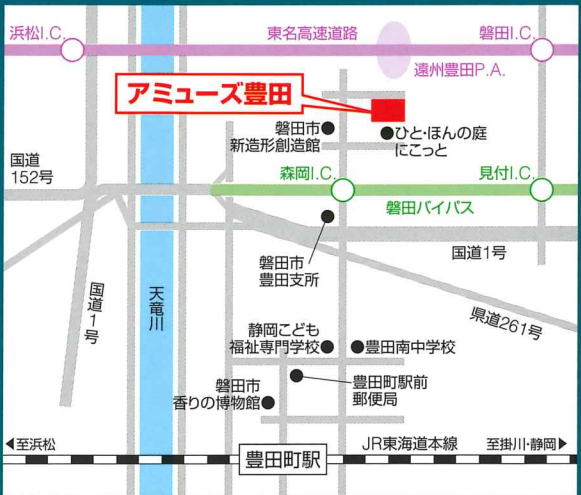 浜松I.C.
東名高速道路
磐田I.C.
遠州豊田P.A.
アミューズ豊田
磐田市
新造形創造館
ひと・ほんの庭
にこっと
国道
152号
森岡I.C.
見付I.C.
磐田バイパス
国道1号
磐田市
豊田支所
国道1号
天竜川
県道261号
静岡こども
福祉専門学校
豊田南中学校
磐田市
香りの博物館
豊田町駅前
郵便局
至浜松
JR東海道本線
至掛川・静岡
豊田町駅